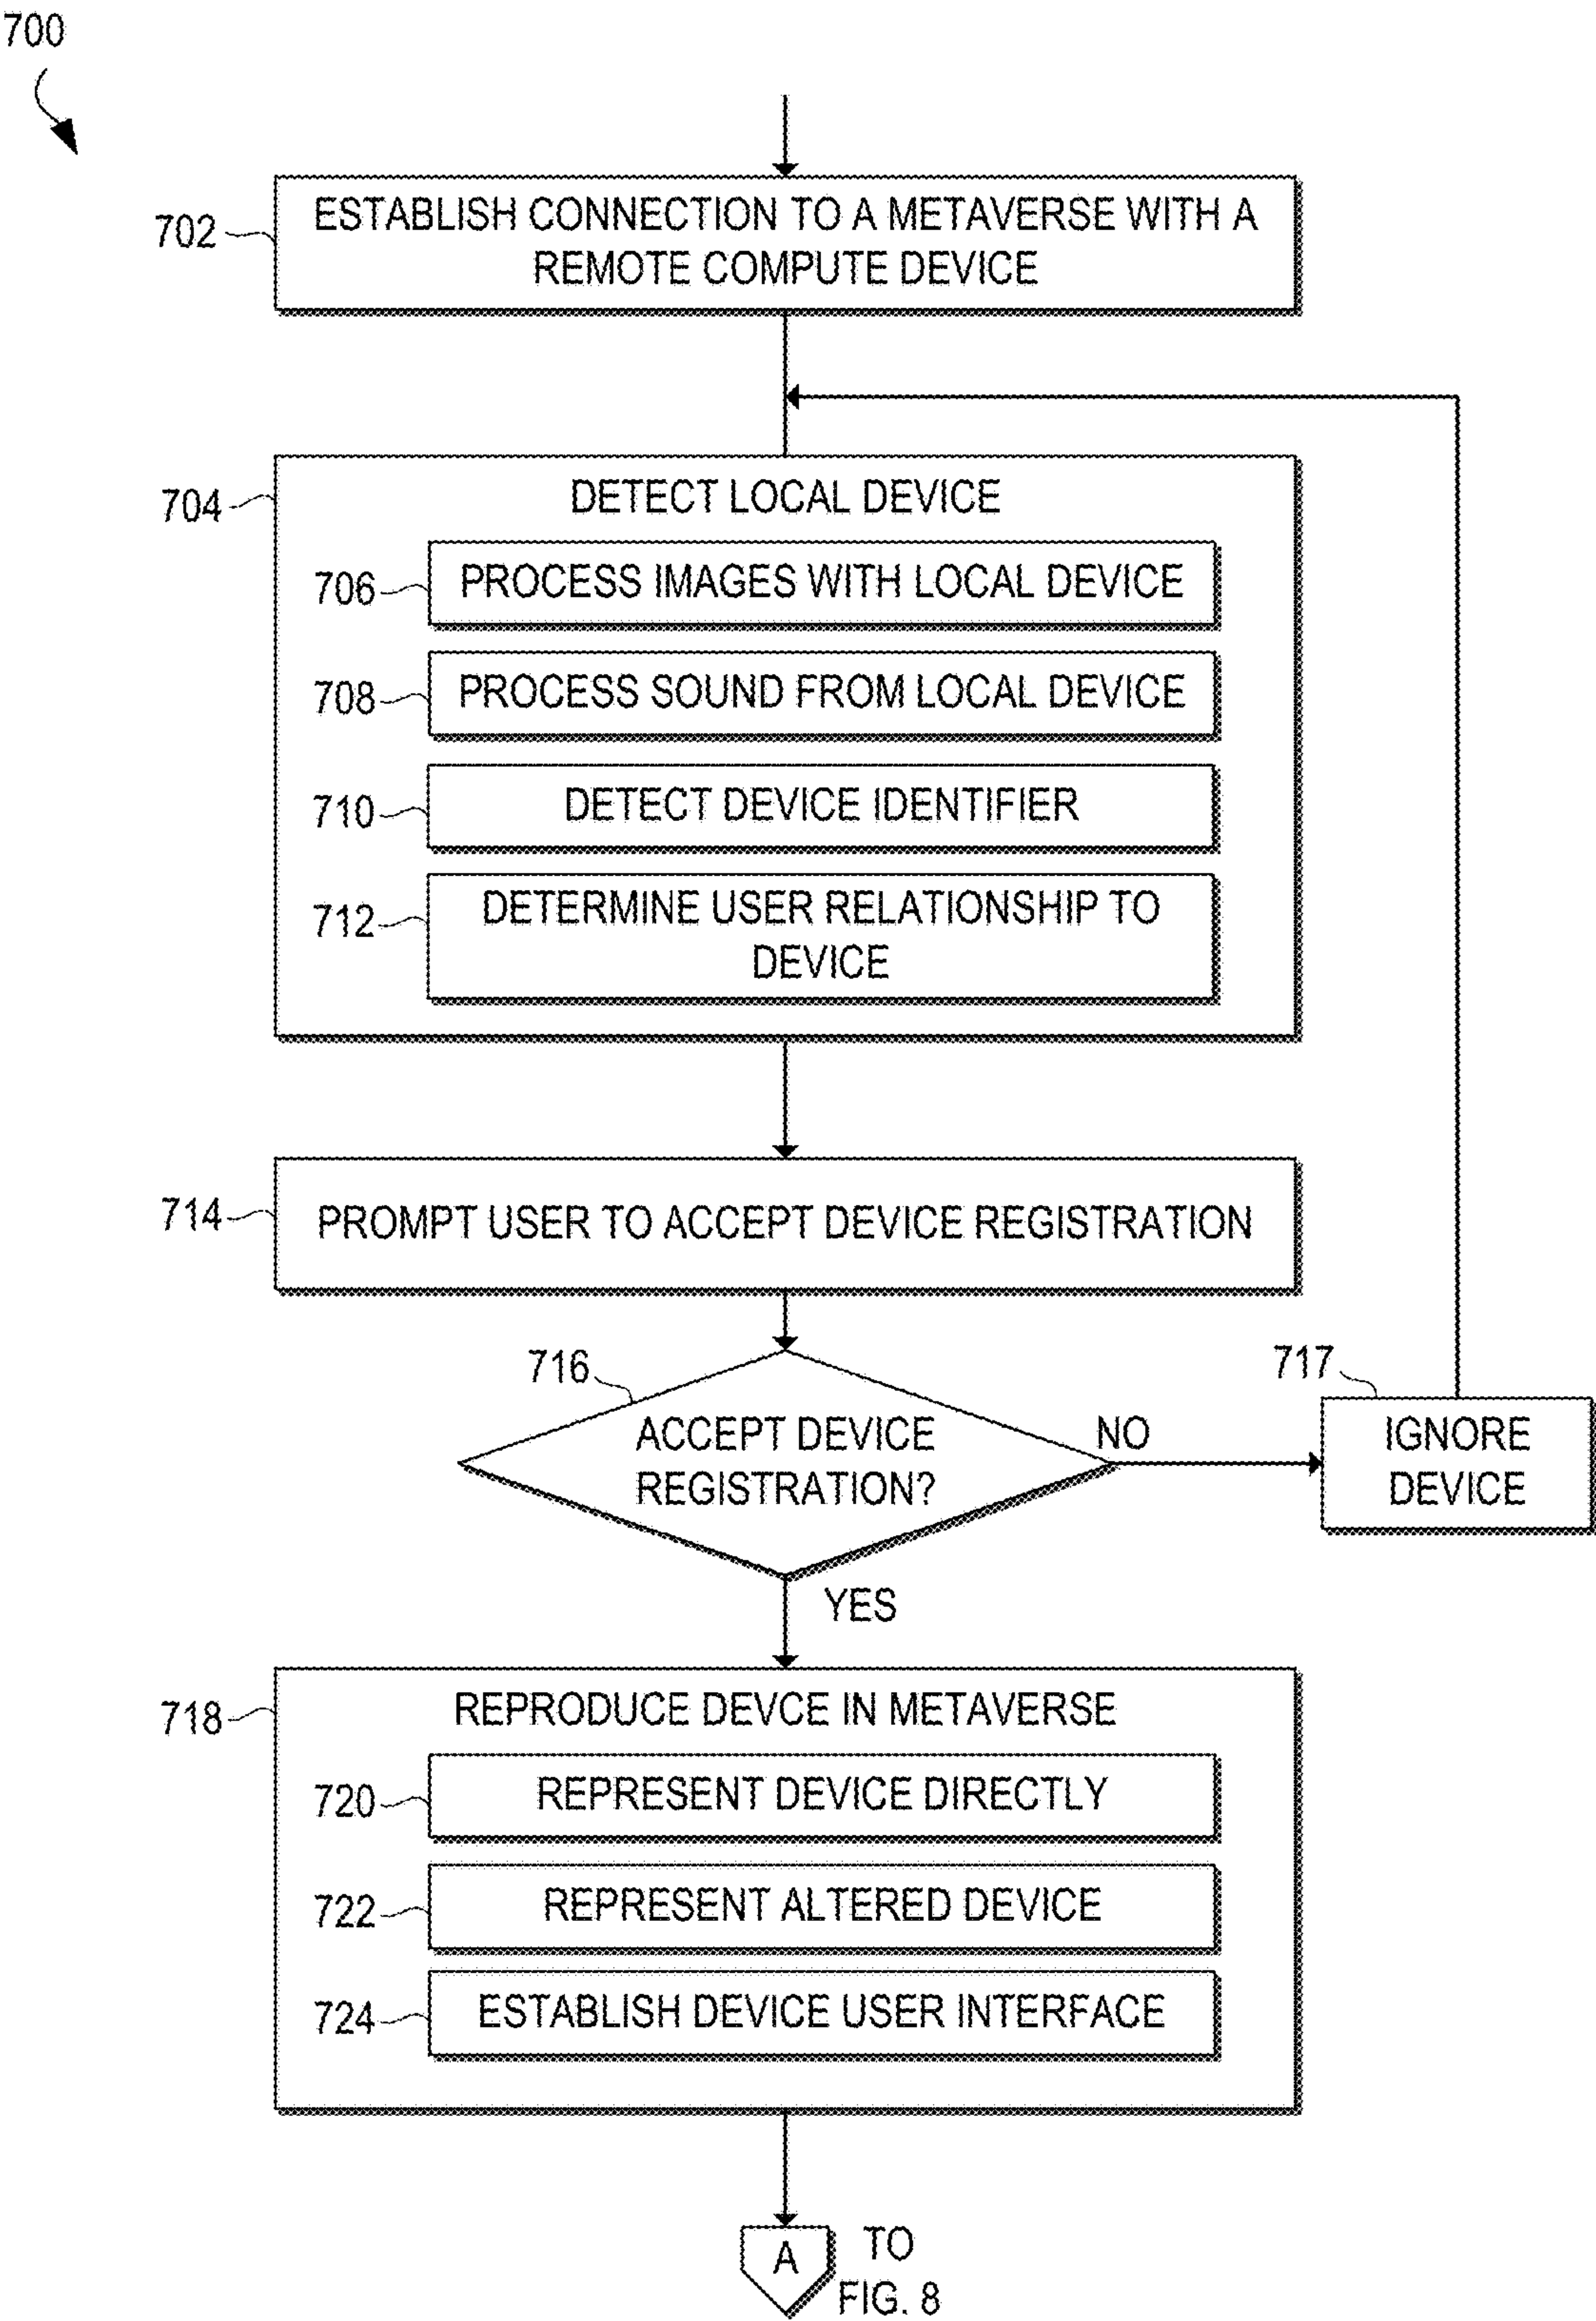 700
702
ESTABLISH CONNECTION TO A METAVERSE WITH A
REMOTE COMPUTE DEVICE
704
DETECT LOCAL DEVICE
706
PROCESS IMAGES WITH LOCAL DEVICE
708
PROCESS SOUND FROM LOCAL DEVICE
710
DETECT DEVICE IDENTIFIER
712
DETERMINE USER RELATIONSHIP TO
DEVICE
714
PROMPT USER TO ACCEPT DEVICE REGISTRATION
716
ACCEPT DEVICE
REGISTRATION?
NO
717
IGNORE
DEVICE
YES
718
REPRODUCE DEVCE IN METAVERSE
720
REPRESENT DEVICE DIRECTLY
722
REPRESENT ALTERED DEVICE
724
ESTABLISH DEVICE USER INTERFACE
A
TO
FIG. 8